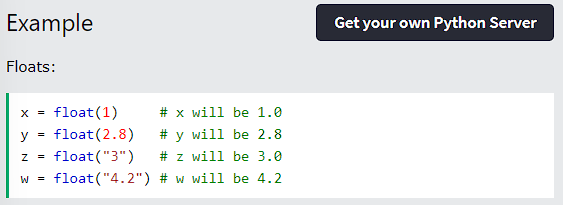 Example
Get your own Python Server
Floats:
x = float(1)     # x will be 1.0
y = float(2.8)   # y will be 2.8
z = float("3")   # z will be 3.0
w = float("4.2") # w will be 4.2